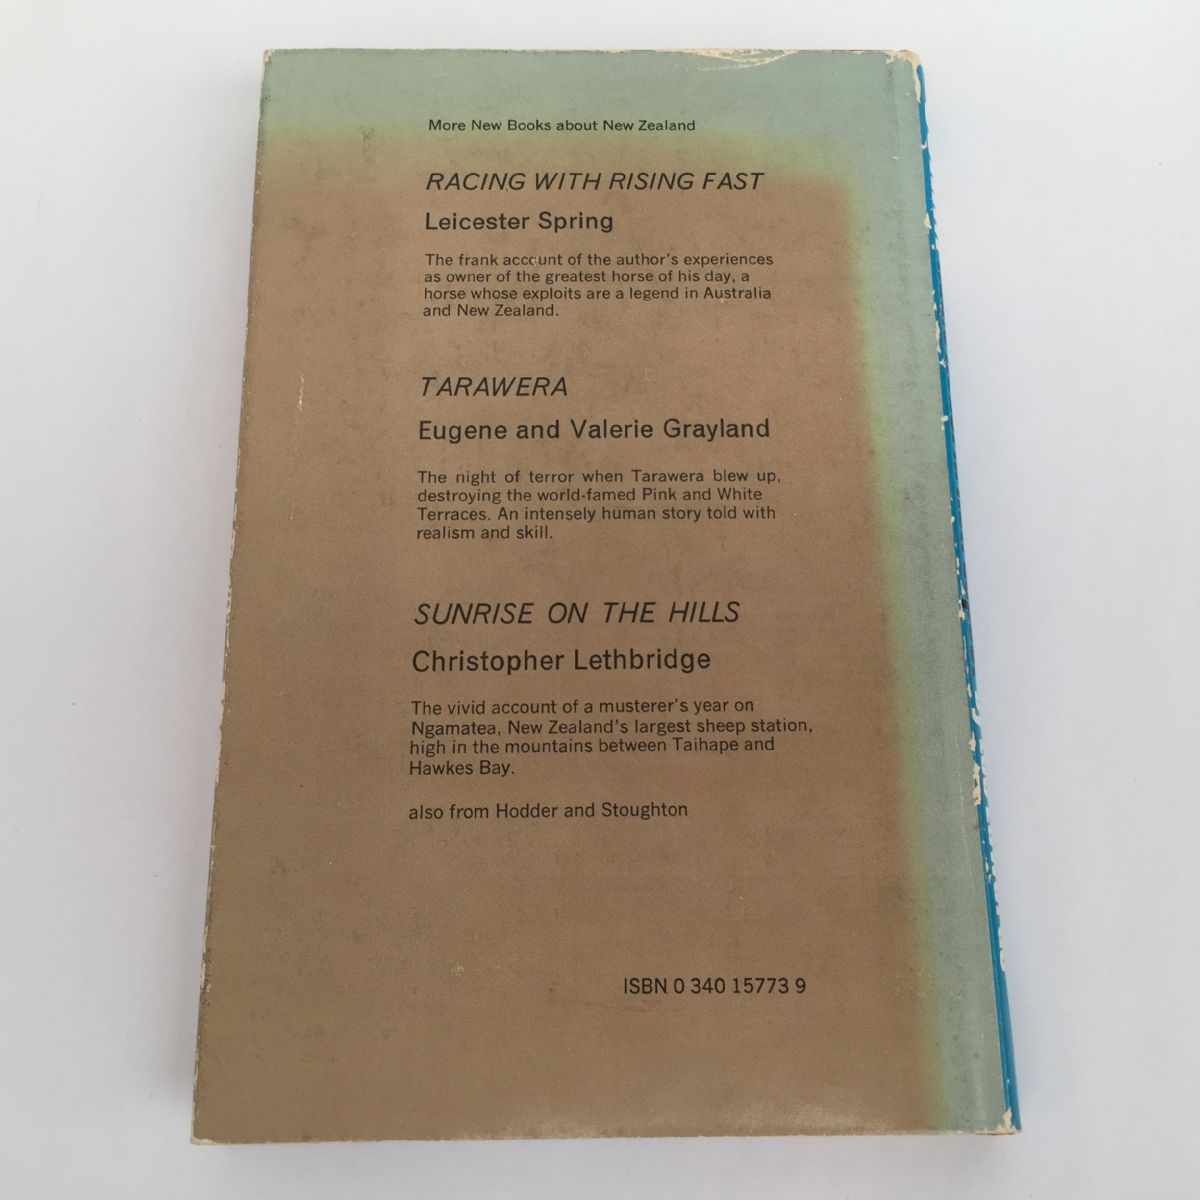 More New Books about New Zealand
RACING WITH RISING FAST
Leicester Spring
The frank account of the author's experiences
as owner of the greatest horse of his day, a
horse whose exploits are a legend in Australia
and New Zealand.
TARAWERA
Eugene and Valerie Grayland
The night of terror when Tarawera blew up,
destroying the world-famed Pink and White
Terraces. An intensely human story told with
realism and skill.
SUNRISE ON THE HILLS
Christopher Lethbridge
The vivid account of a musterer's year on
Ngamatea, New Zealand's largest sheep station,
high in the mountains between Taihape and
Hawkes Bay.
also from Hodder and Stoughton
ISBN 0 340 15773 9